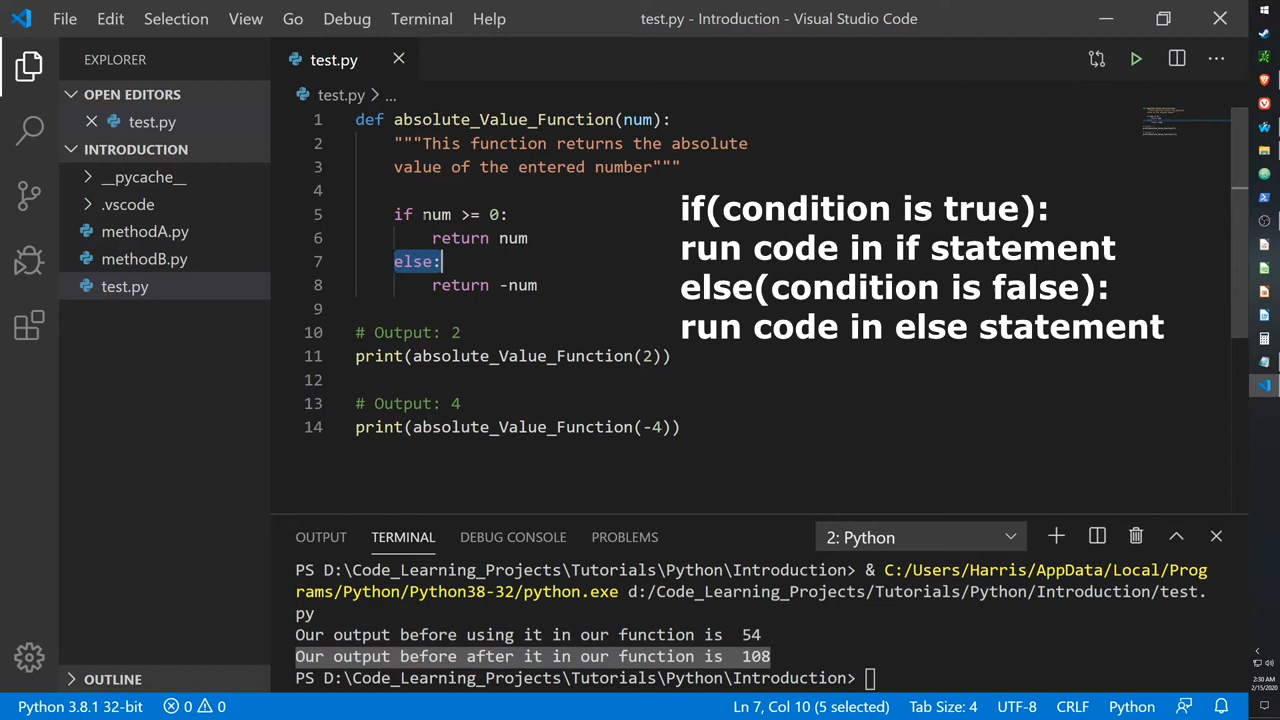 File Edit Selection View Go Debug Terminal Help test.py - Introduction - Visual Studio Code
EXPLORER
OPEN EDITORS
test.py
INTRODUCTION
__pycache__
.vscode
methodA.py
methodB.py
test.py
OUTLINE
test.py
test.py > ...
1 def absolute_Value_Function(num):
2 """This function returns the absolute
3 value of the entered number"""
4
5 if num >= 0:
6 return num
7 else:
8 return -num
9
10 # Output: 2
11 print(absolute_Value_Function(2))
12
13 # Output: 4
14 print(absolute_Value_Function(-4))
if(condition is true):
run code in if statement
else(condition is false):
run code in else statement
OUTPUT TERMINAL DEBUG CONSOLE PROBLEMS 2: Python
PS D:\Code_Learning_Projects\Tutorials\Python\Introduction> & C:/Users/Harris/AppData/Local/Prog
rams/Python/Python38-32/python.exe d:/Code_Learning_Projects/Tutorials/Python/Introduction/test.
py
Our output before using it in our function is 54
Our output before after it in our function is 108
PS D:\Code_Learning_Projects\Tutorials\Python\Introduction>
Python 3.8.1 32-bit 0 0 Ln 7, Col 10 (5 selected) Tab Size: 4 UTF-8 CRLF Python
2:30 AM
2/15/2020